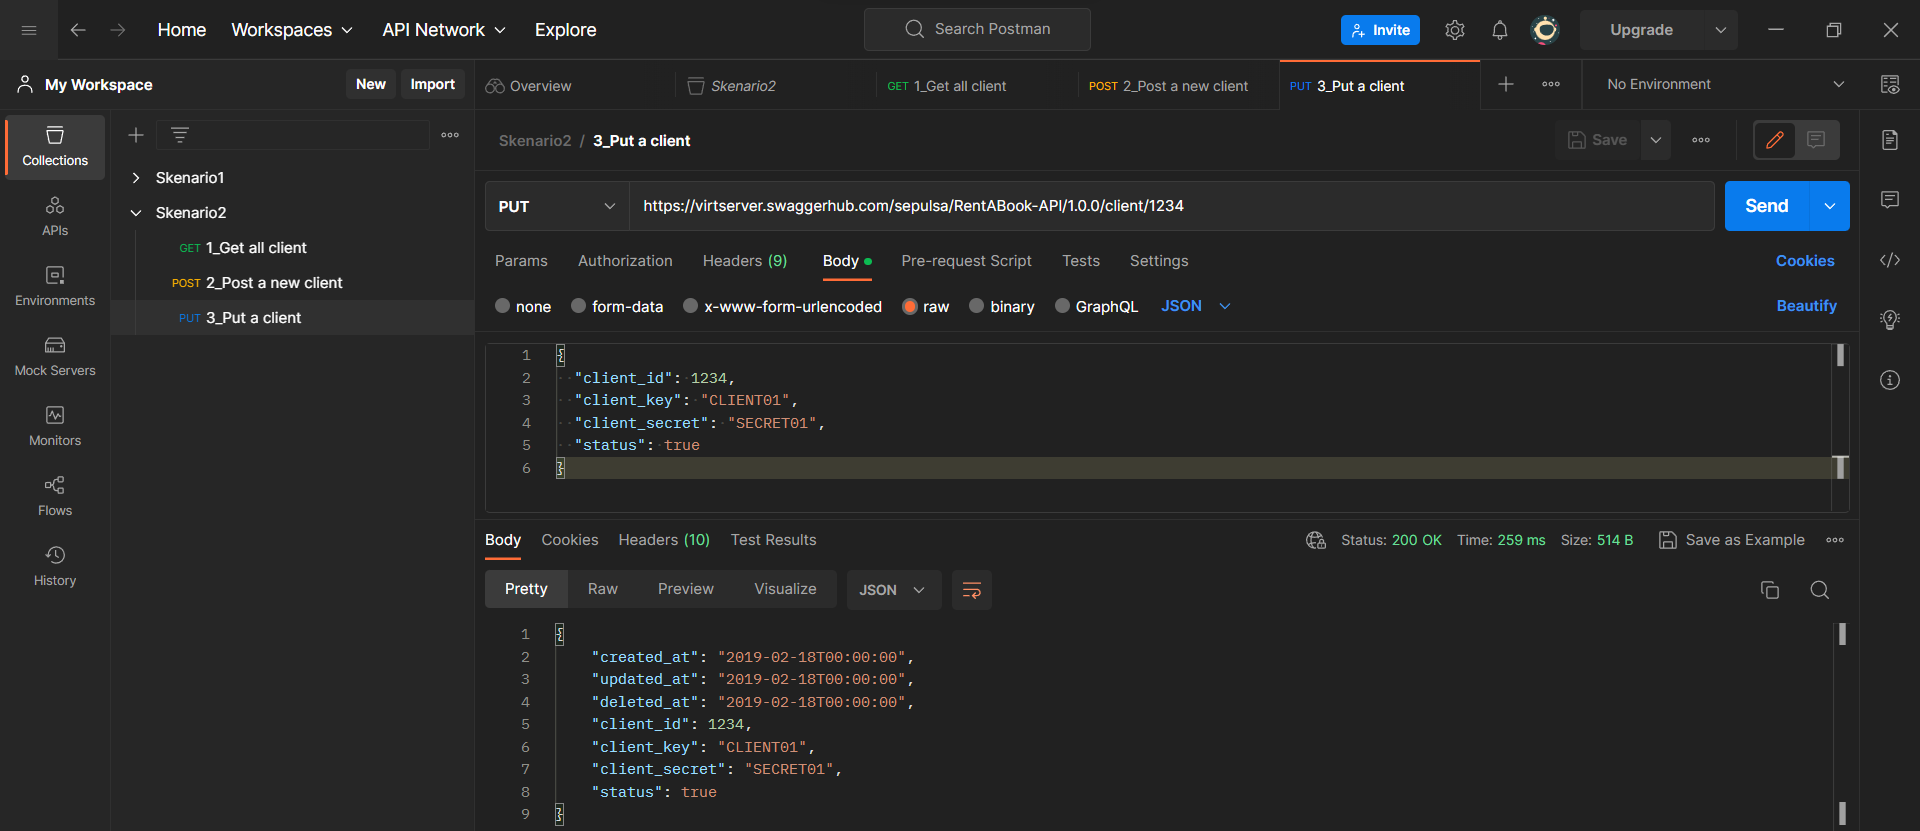 Home Workspaces API Network Explore Search Postman Invite Upgrade
My Workspace New Import
Overview Skenario2 GET 1_Get all client POST 2_Post a new client PUT 3_Put a client No Environment
Collections
APIs
Environments
Mock Servers
Monitors
Flows
History
Skenario1
Skenario2
GET 1_Get all client
POST 2_Post a new client
PUT 3_Put a client
Skenario2 / 3_Put a client Save
PUT https://virtserver.swaggerhub.com/sepulsa/RentABook-API/1.0.0/client/1234 Send
Params Authorization Headers (9) Body Pre-request Script Tests Settings Cookies
none form-data x-www-form-urlencoded raw binary GraphQL JSON Beautify
1 {
2 "client_id": 1234,
3 "client_key": "CLIENT01",
4 "client_secret": "SECRET01",
5 "status": true
6 }
Body Cookies Headers (10) Test Results Status: 200 OK Time: 259 ms Size: 514 B Save as Example
Pretty Raw Preview Visualize JSON
1 {
2 "created_at": "2019-02-18T00:00:00",
3 "updated_at": "2019-02-18T00:00:00",
4 "deleted_at": "2019-02-18T00:00:00",
5 "client_id": 1234,
6 "client_key": "CLIENT01",
7 "client_secret": "SECRET01",
8 "status": true
9 }